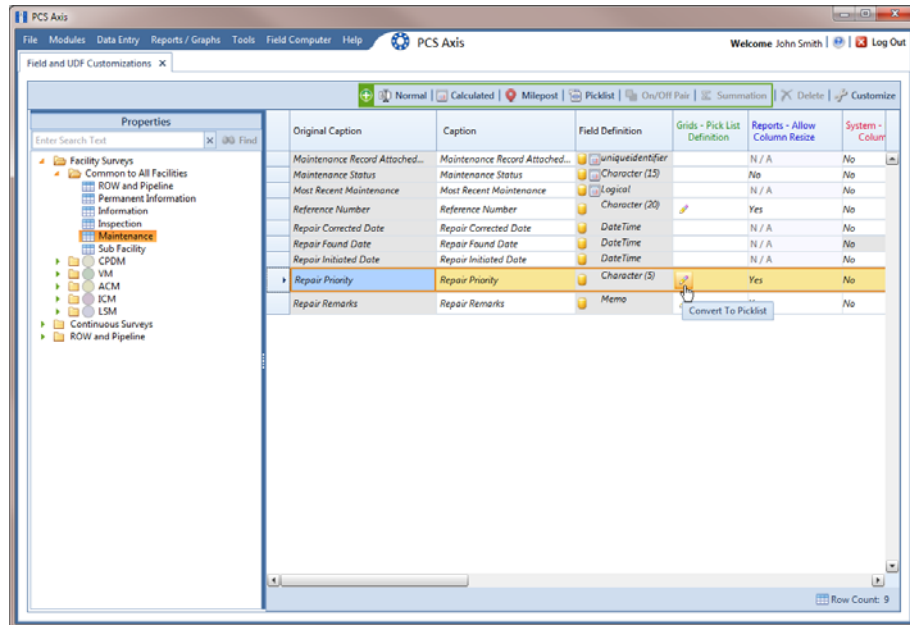 PCS Axis
File Modules Data Entry Reports / Graphs Tools Field Computer Help PCS Axis Welcome John Smith | Log Out
Field and UDF Customizations X
Normal | Calculated | Milepost | Picklist | On/Off Pair | Summation | Delete | Customize
Properties
Enter Search Text X Find
Facility Surveys
Common to All Facilities
ROW and Pipeline
Permanent Information
Information
Inspection
Maintenance
Sub Facility
CPDM
VM
ACM
ICM
LSM
Continuous Surveys
ROW and Pipeline
Original Caption Caption Field Definition Grids - Pick List Definition Reports - Allow Column Resize System - Colum
Maintenance Record Attached... Maintenance Record Attached... uniqueidentifier N / A No
Maintenance Status Maintenance Status Character (15) No No
Most Recent Maintenance Most Recent Maintenance Logical N / A No
Reference Number Reference Number Character (20) Yes No
Repair Corrected Date Repair Corrected Date DateTime N / A No
Repair Found Date Repair Found Date DateTime N / A No
Repair Initiated Date Repair Initiated Date DateTime N / A No
Repair Priority Repair Priority Character (5) Yes No
Repair Remarks Repair Remarks Memo No
Convert To Picklist
Row Count: 9